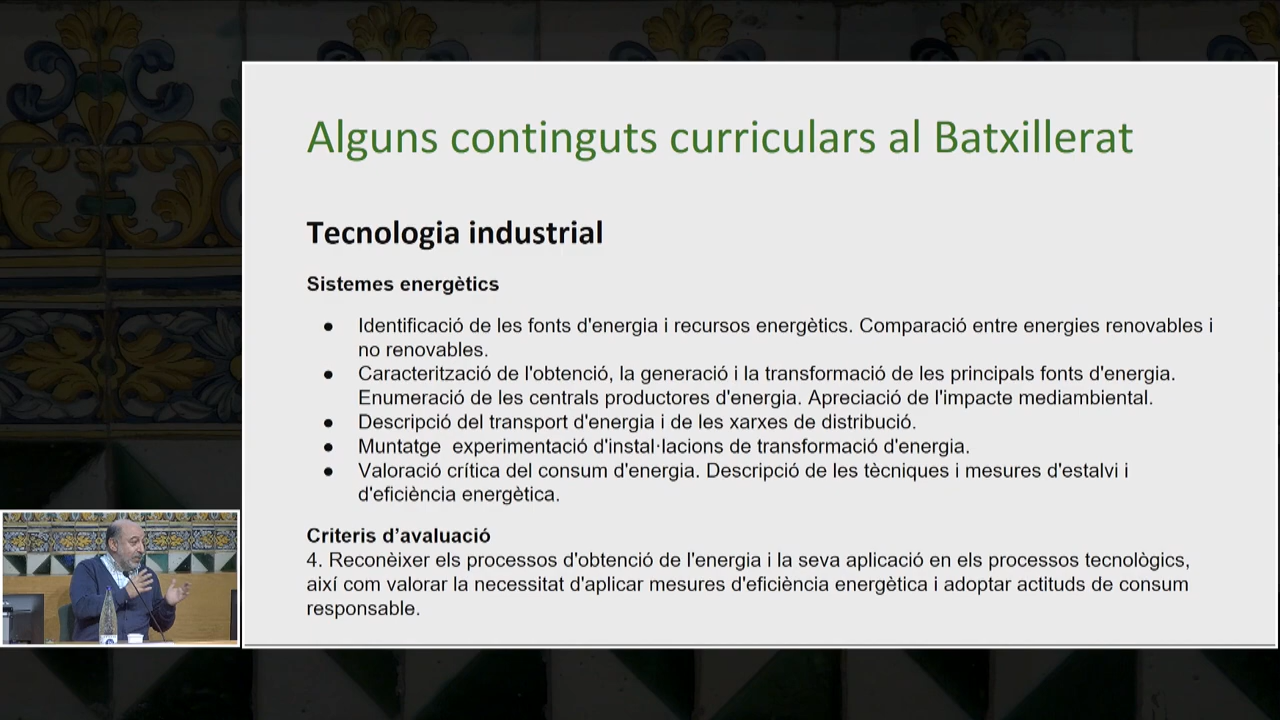 Alguns continguts curriculars al Batxillerat
Tecnologia industrial
Sistemes energètics
● Identificació de les fonts d'energia i recursos energètics. Comparació entre energies renovables i
no renovables.
● Caracterització de l'obtenció, la generació i la transformació de les principals fonts d'energia.
Enumeració de les centrals productores d'energia. Apreciació de l'impacte mediambiental.
● Descripció del transport d'energia i de les xarxes de distribució.
● Muntatge  experimentació d'instal·lacions de transformació d'energia.
● Valoració crítica del consum d'energia. Descripció de les tècniques i mesures d'estalvi i
d'eficiència energètica.
Criteris d’avaluació
4. Reconèixer els processos d'obtenció de l'energia i la seva aplicació en els processos tecnològics,
així com valorar la necessitat d'aplicar mesures d'eficiència energètica i adoptar actituds de consum
responsable.